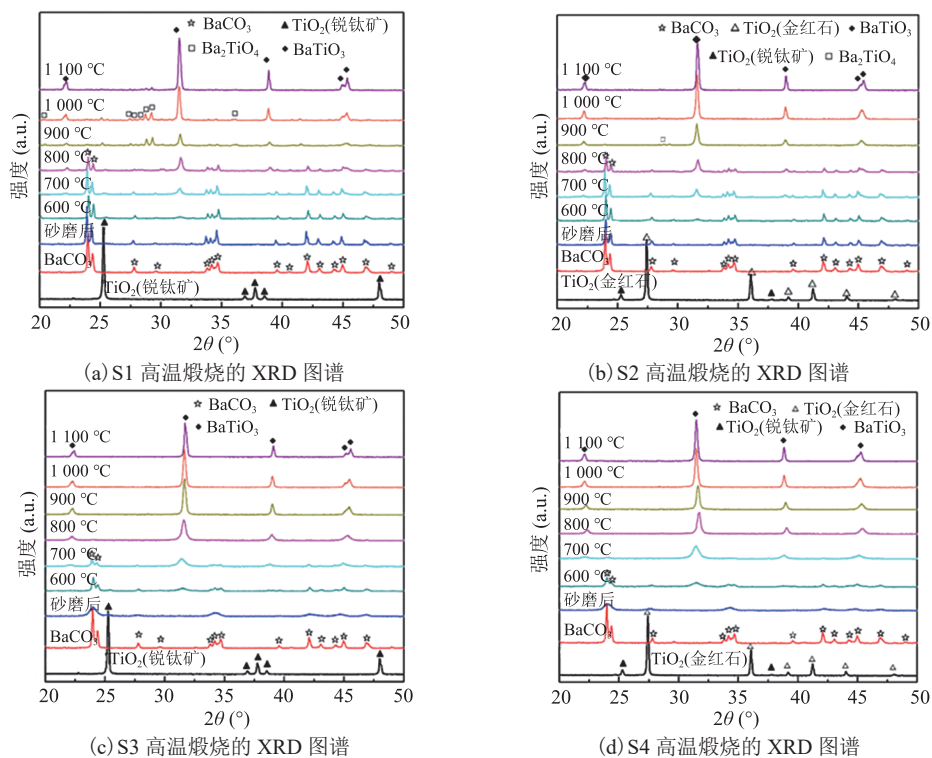 BaCO₃ TiO₂(锐钛矿)
Ba₂TiO₄ BaTiO₃
1 100 ℃
1 000 ℃
900 ℃
800 ℃
700 ℃
600 ℃
砂磨后
BaCO₃
TiO₂(锐钛矿)
强度 (a.u.)
20 25 30 35 40 45 50
2θ (°)
(a) S1 高温煅烧的 XRD 图谱
BaCO₃ TiO₂(金红石) BaTiO₃
TiO₂(锐钛矿) Ba₂TiO₄
1 100 ℃
1 000 ℃
900 ℃
800 ℃
700 ℃
600 ℃
砂磨后
BaCO₃
TiO₂(金红石)
强度 (a.u.)
20 25 30 35 40 45 50
2θ (°)
(b) S2 高温煅烧的 XRD 图谱
BaCO₃ TiO₂(锐钛矿)
BaTiO₃
1 100 ℃
1 000 ℃
900 ℃
800 ℃
700 ℃
600 ℃
砂磨后
BaCO₃
TiO₂(锐钛矿)
强度 (a.u.)
20 25 30 35 40 45 50
2θ (°)
(c) S3 高温煅烧的 XRD 图谱
BaCO₃ TiO₂(金红石)
TiO₂(锐钛矿) BaTiO₃
1 100 ℃
1 000 ℃
900 ℃
800 ℃
700 ℃
600 ℃
砂磨后
BaCO₃
TiO₂(金红石)
强度 (a.u.)
20 25 30 35 40 45 50
2θ (°)
(d) S4 高温煅烧的 XRD 图谱